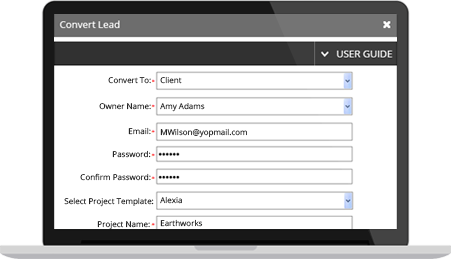 Convert Lead
USER GUIDE
Convert To:* Client
Owner Name:* Amy Adams
Email:* MWilson@yopmail.com
Password:* ••••••
Confirm Password:* ••••••
Select Project Template: Alexia
Project Name:* Earthworks